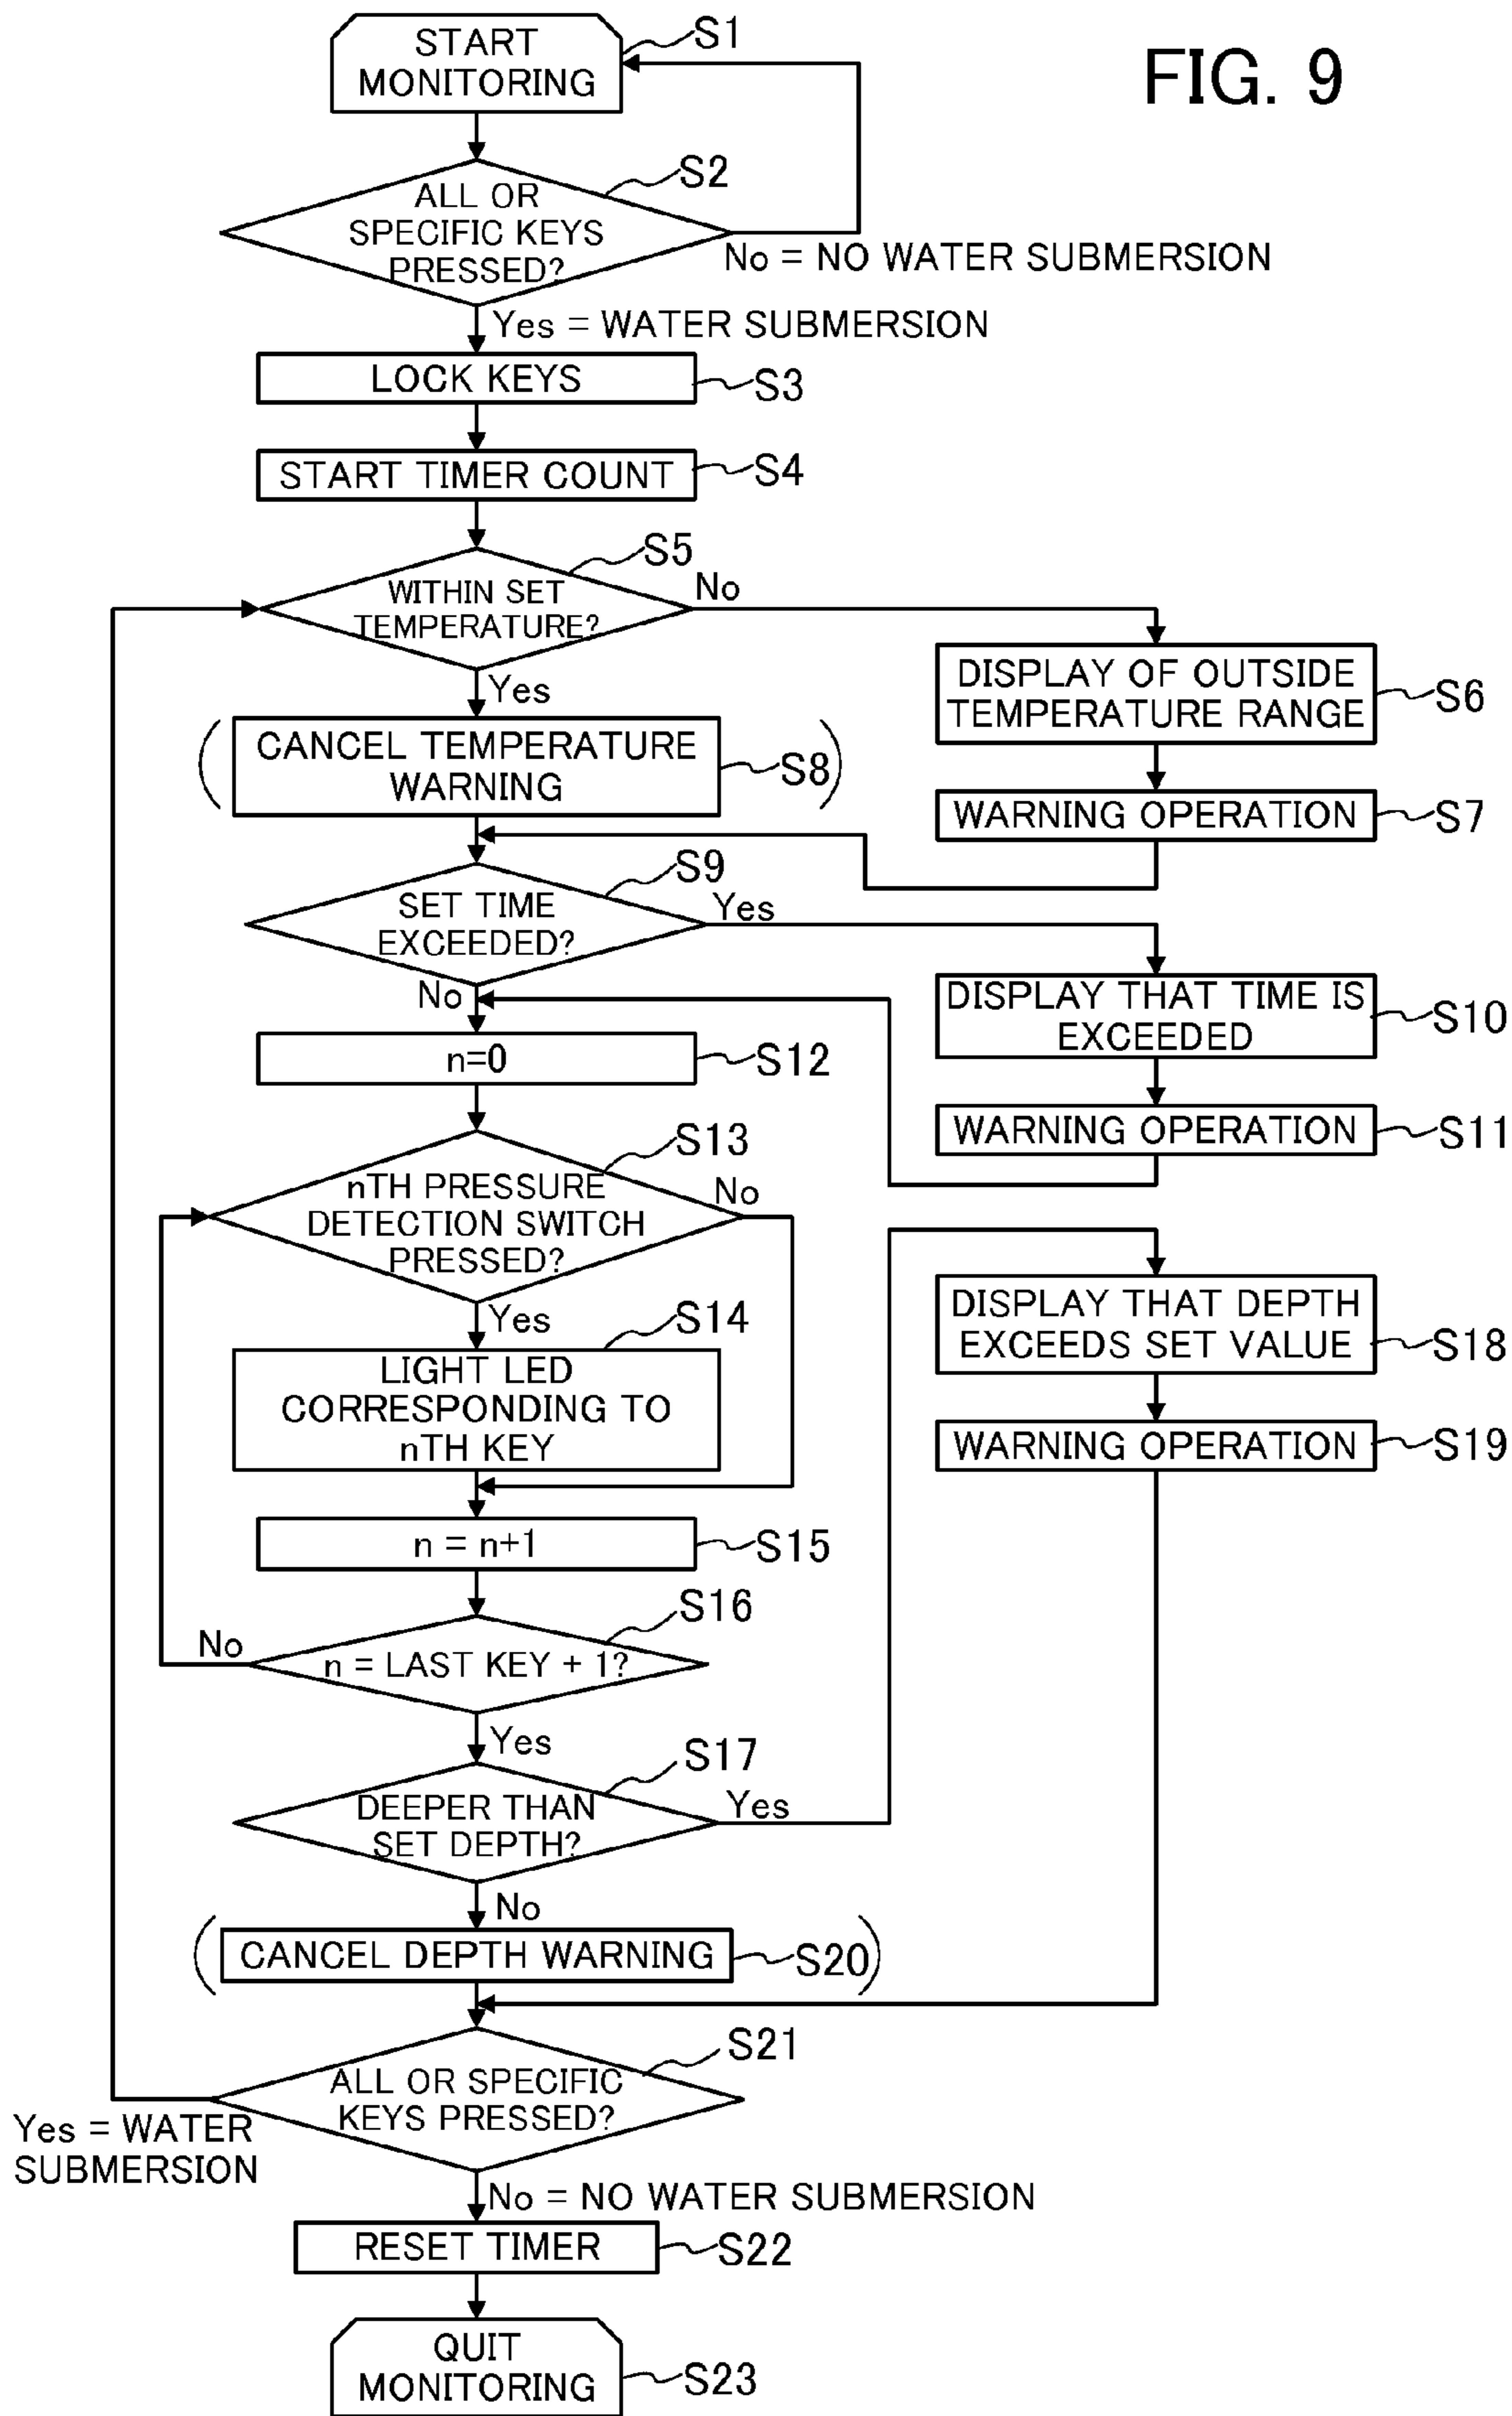 FIG. 9
START
MONITORING
S1
ALL OR
SPECIFIC KEYS
PRESSED?
S2
No = NO WATER SUBMERSION
Yes = WATER SUBMERSION
LOCK KEYS
S3
START TIMER COUNT
S4
WITHIN SET
TEMPERATURE?
S5
No
Yes
DISPLAY OF OUTSIDE
TEMPERATURE RANGE
S6
WARNING OPERATION
S7
( CANCEL TEMPERATURE
WARNING
S8 )
SET TIME
EXCEEDED?
S9
Yes
No
DISPLAY THAT TIME IS
EXCEEDED
S10
WARNING OPERATION
S11
n=0
S12
nTH PRESSURE
DETECTION SWITCH
PRESSED?
S13
No
Yes
LIGHT LED
CORRESPONDING TO
nTH KEY
S14
n = n+1
S15
n = LAST KEY + 1?
S16
No
Yes
DEEPER THAN
SET DEPTH?
S17
Yes
No
DISPLAY THAT DEPTH
EXCEEDS SET VALUE
S18
WARNING OPERATION
S19
( CANCEL DEPTH WARNING
S20 )
ALL OR SPECIFIC
KEYS PRESSED?
S21
Yes = WATER
SUBMERSION
No = NO WATER SUBMERSION
RESET TIMER
S22
QUIT
MONITORING
S23